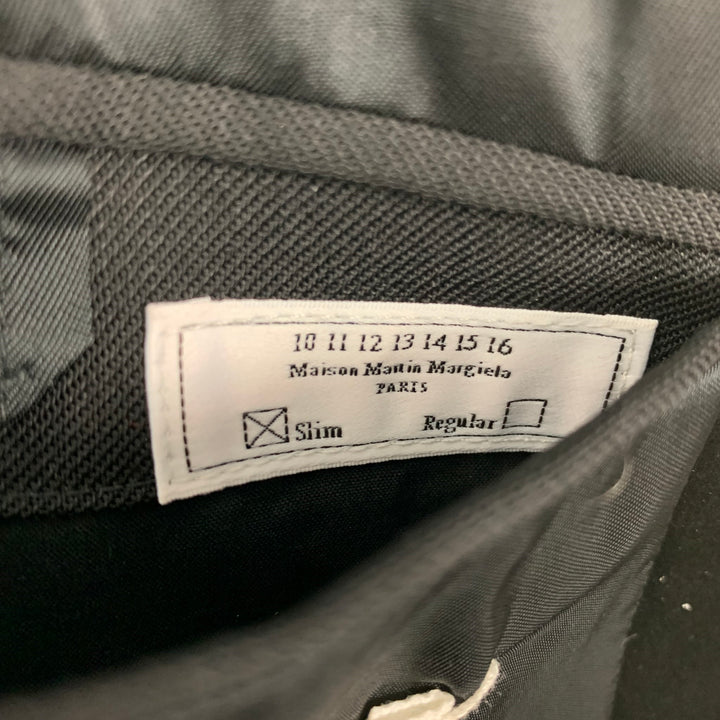 10 11 12 13 14 15 16
Maison Martin Margiela
PARIS
Slim Regular